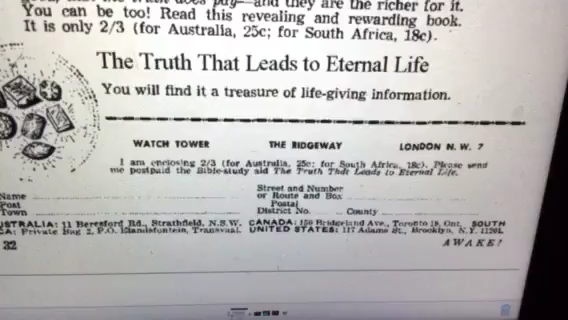 truth does pay—and they are the richer for it.
You can be too! Read this revealing and rewarding book.
It is only 2/3 (for Australia, 25c; for South Africa, 18c).
The Truth That Leads to Eternal Life
You will find it a treasure of life-giving information.
WATCH TOWER THE RIDGEWAY LONDON N. W. 7
I am enclosing 2/3 (for Australia, 25c; for South Africa, 18c). Please send
me postpaid the Bible-study aid The Truth That Leads to Eternal Life.
Name
Street and Number
or Route and Box
Post
Town
Postal
District No. County
USTRALIA: 11 Beresford Rd., Strathfield, N.S.W. CANADA: 150 Bridgeland Ave., Toronto 19, Ont. SOUTH
CA: Private Bag 2, P.O. Elandsfontein, Transvaal. UNITED STATES: 117 Adams St., Brooklyn, N.Y. 11201.
32 AWAKE!